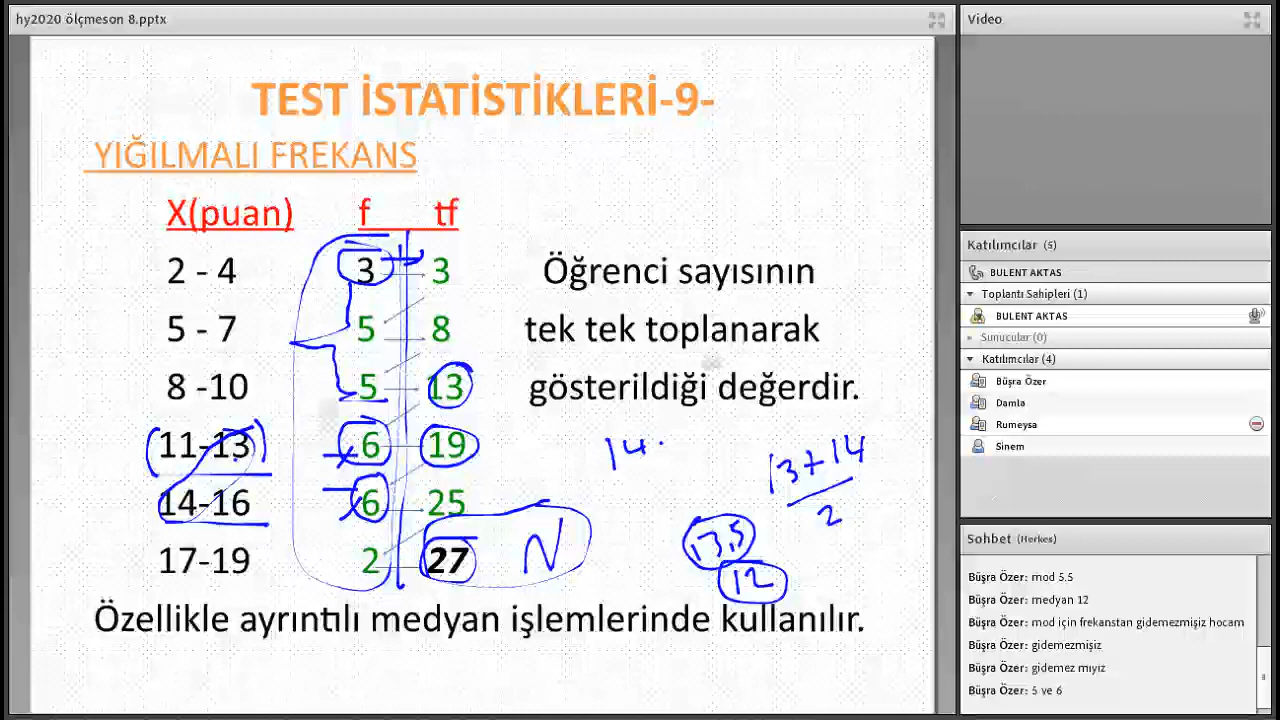 hy2020 ölçmeson 8.pptx
TEST İSTATİSTİKLERİ-9-
YIĞILMALI FREKANS
X(puan) f tf
2 - 4 3 3 Öğrenci sayısının
5 - 7 5 8 tek tek toplanarak
8 -10 5 13 gösterildiği değerdir.
11-13 6 19
14-16 6 25
17-19 2 27 N
14.
13+14
2
13,5
12
Özellikle ayrıntılı medyan işlemlerinde kullanılır.
Video
Katılımcılar (5)
BULENT AKTAS
Toplantı Sahipleri (1)
BULENT AKTAS
Sunucular (0)
Katılımcılar (4)
Büşra Özer
Damla
Rumeysa
Sinem
Sohbet (Herkes)
Büşra Özer: mod 5.5
Büşra Özer: medyan 12
Büşra Özer: mod için frekanstan gidemezmişiz hocam
Büşra Özer: gidemezmişiz
Büşra Özer: gidemez mıyız
Büşra Özer: 5 ve 6